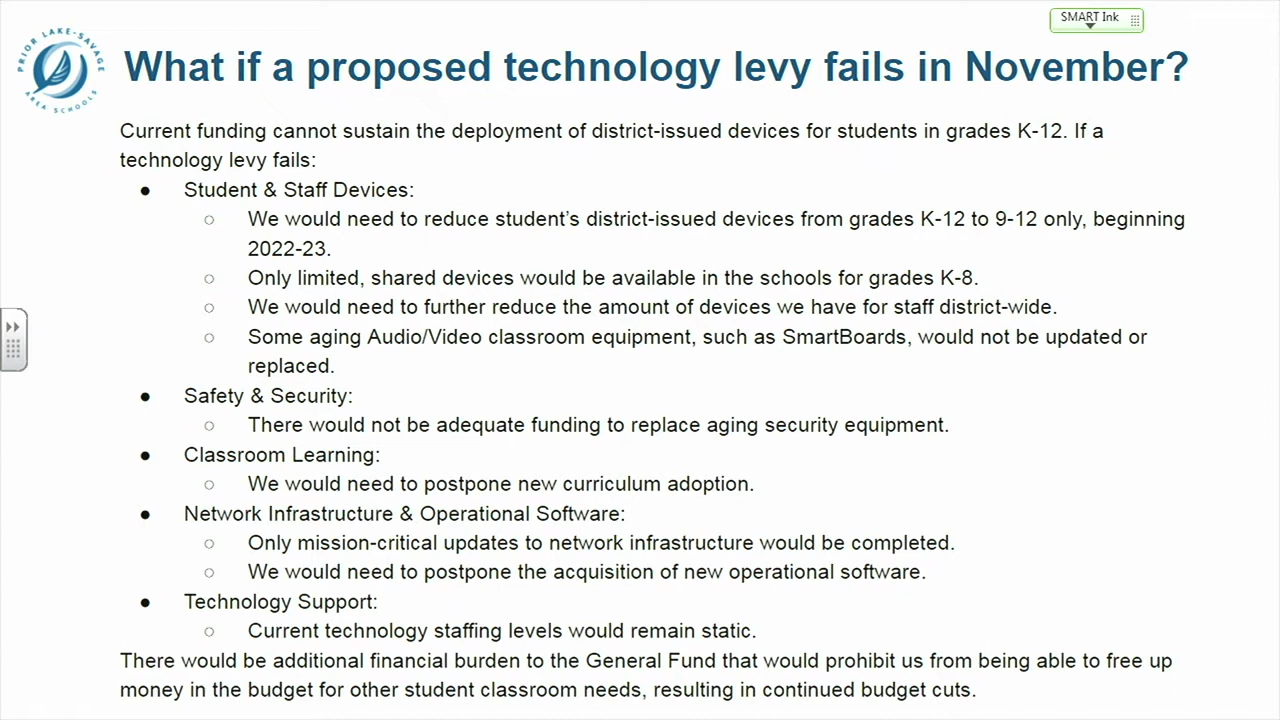 SMART Ink
PRIOR LAKE-SAVAGE
AREA SCHOOLS
What if a proposed technology levy fails in November?
Current funding cannot sustain the deployment of district-issued devices for students in grades K-12. If a
technology levy fails:
● Student & Staff Devices:
○ We would need to reduce student’s district-issued devices from grades K-12 to 9-12 only, beginning
2022-23.
○ Only limited, shared devices would be available in the schools for grades K-8.
○ We would need to further reduce the amount of devices we have for staff district-wide.
○ Some aging Audio/Video classroom equipment, such as SmartBoards, would not be updated or
replaced.
● Safety & Security:
○ There would not be adequate funding to replace aging security equipment.
● Classroom Learning:
○ We would need to postpone new curriculum adoption.
● Network Infrastructure & Operational Software:
○ Only mission-critical updates to network infrastructure would be completed.
○ We would need to postpone the acquisition of new operational software.
● Technology Support:
○ Current technology staffing levels would remain static.
There would be additional financial burden to the General Fund that would prohibit us from being able to free up
money in the budget for other student classroom needs, resulting in continued budget cuts.